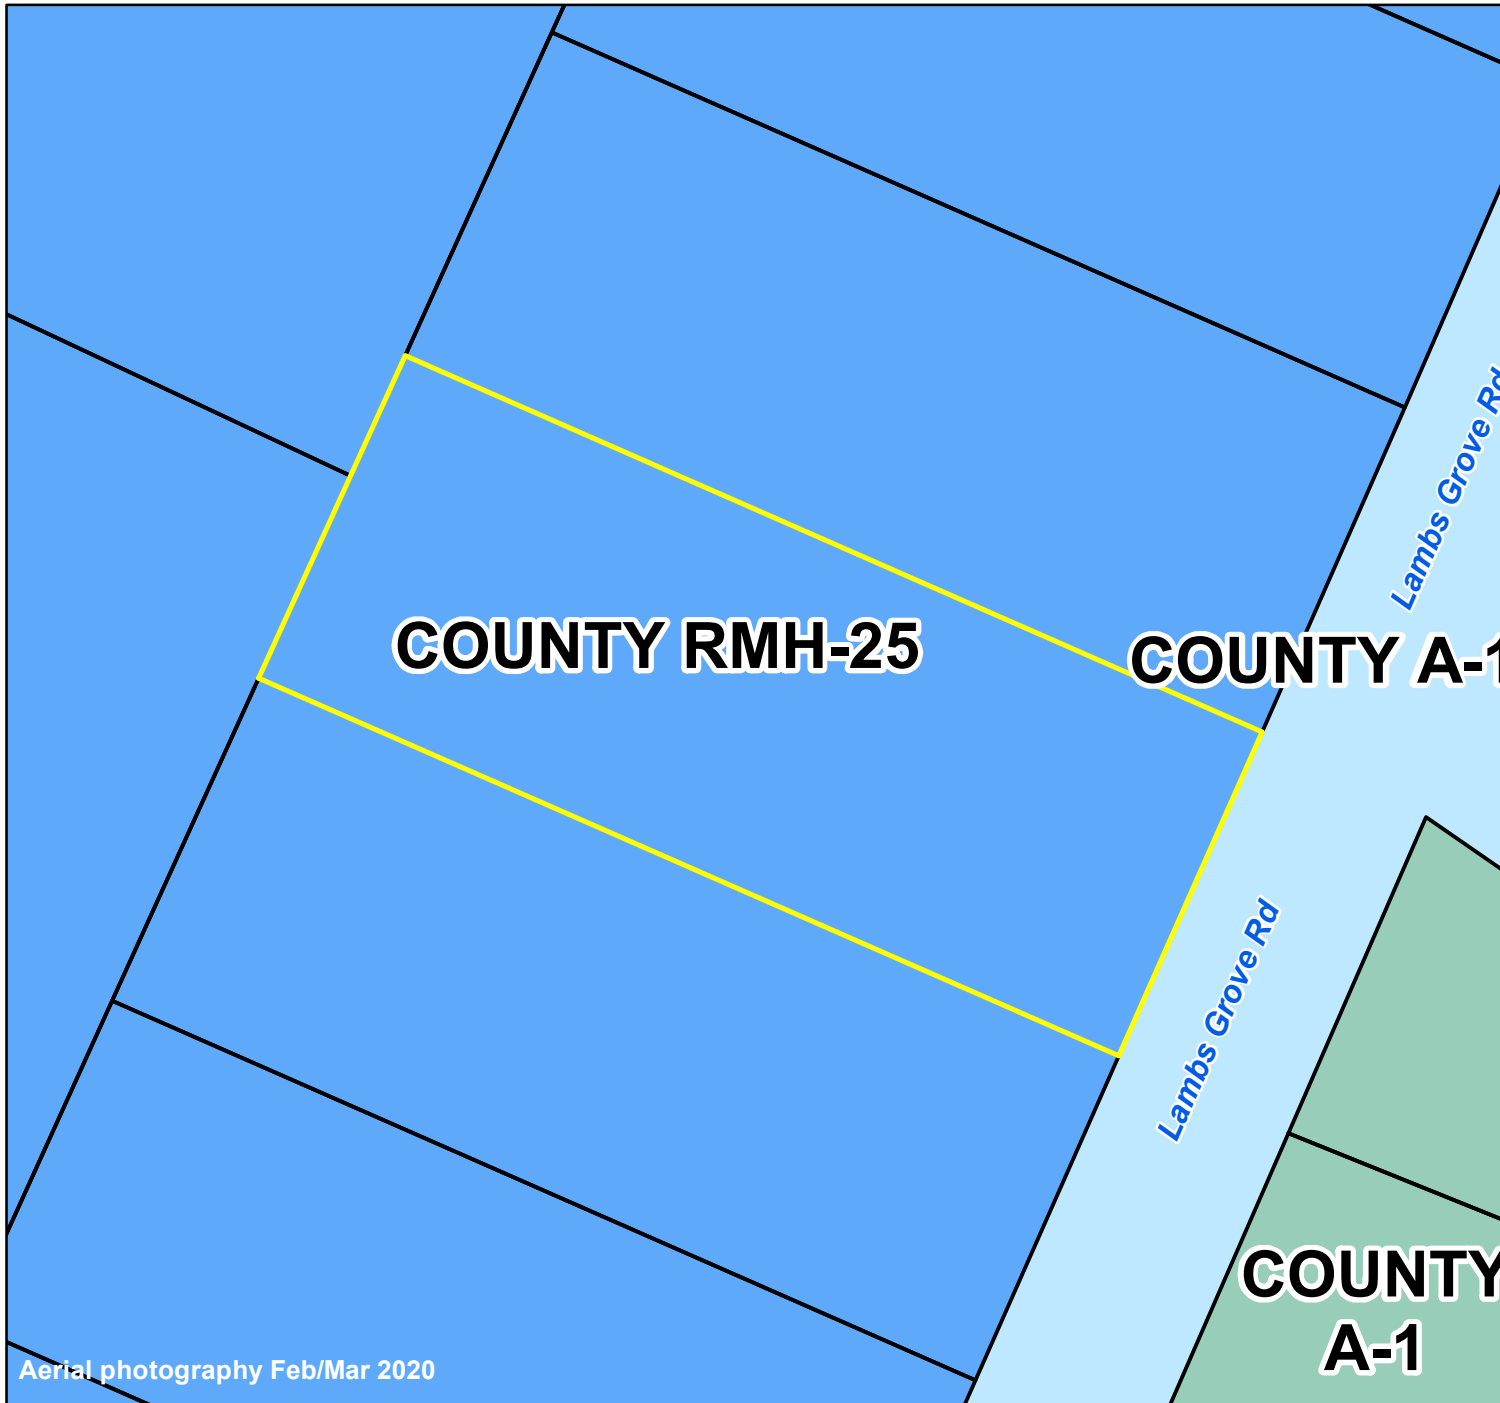 Lambs Grove Rd
COUNTY RMH-25
COUNTY A-1
Lambs Grove Rd
COUNTY
A-1
Aerial photography Feb/Mar 2020